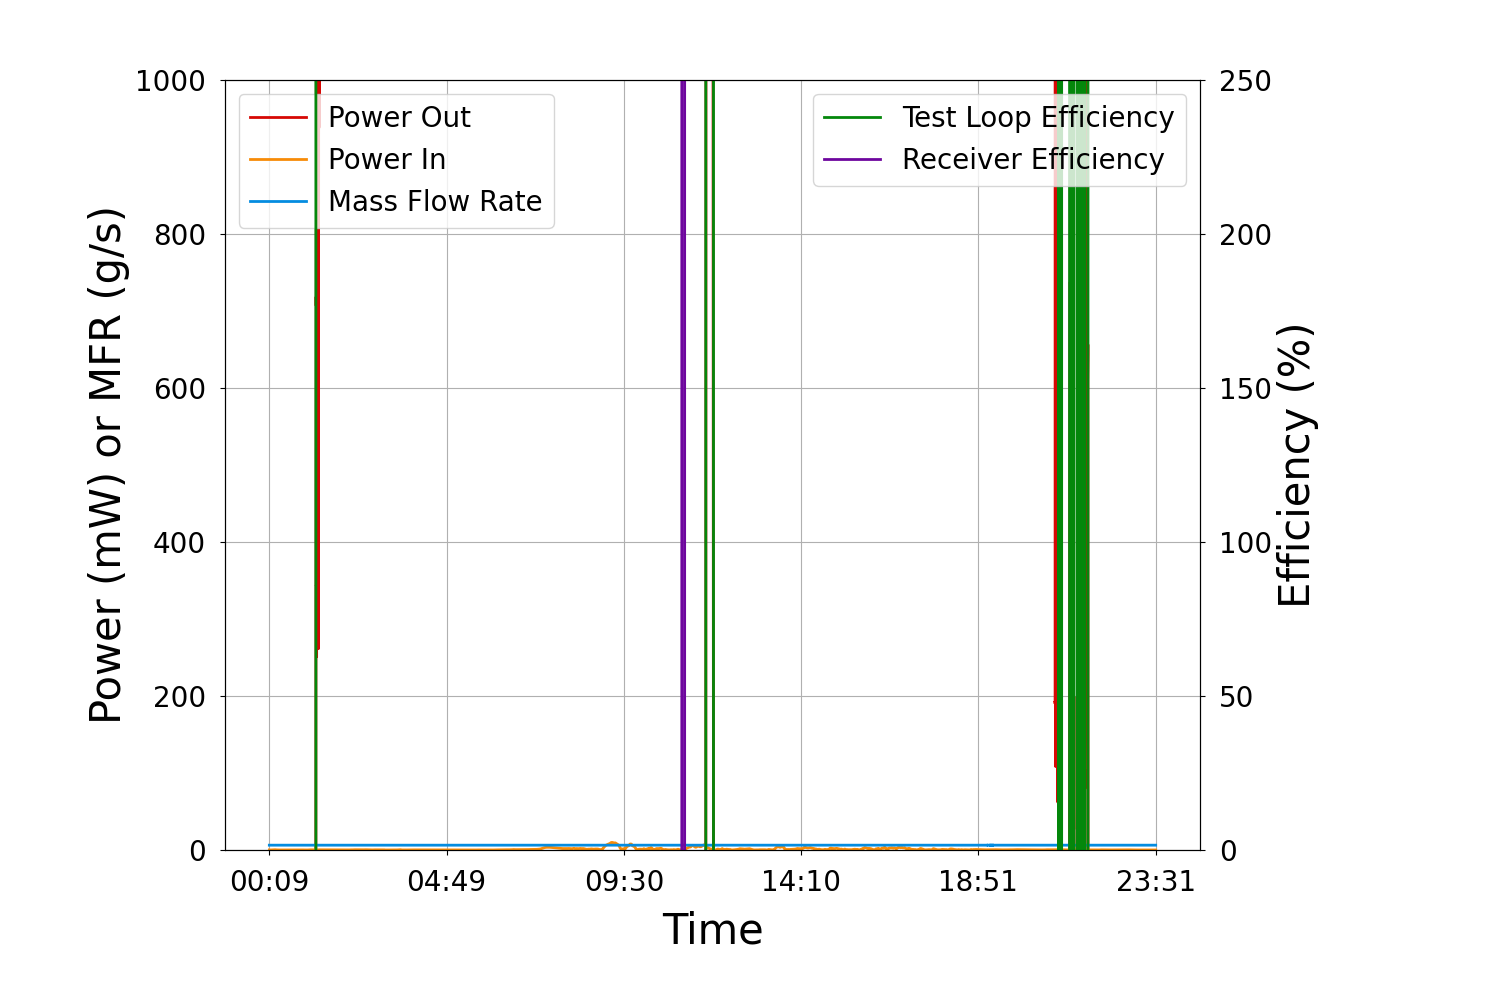 1000
800
600
400
200
0
Power (mW) or MFR (g/s)
Power Out
Power In
Mass Flow Rate
Test Loop Efficiency
Receiver Efficiency
250
200
150
100
50
0
Efficiency (%)
00:09 04:49 09:30 14:10 18:51 23:31
Time